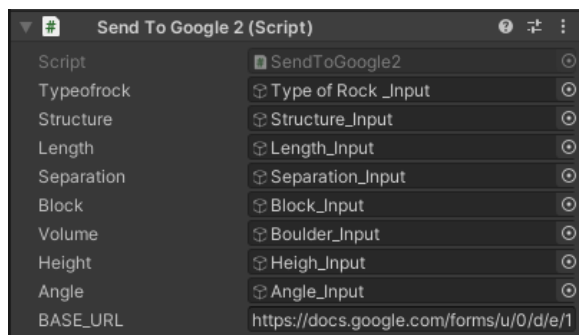 # Send To Google 2 (Script)
Script SendToGoogle2
Typeofrock Type of Rock _Input
Structure Structure_Input
Length Length_Input
Separation Separation_Input
Block Block_Input
Volume Boulder_Input
Height Heigh_Input
Angle Angle_Input
BASE_URL https://docs.google.com/forms/u/0/d/e/1